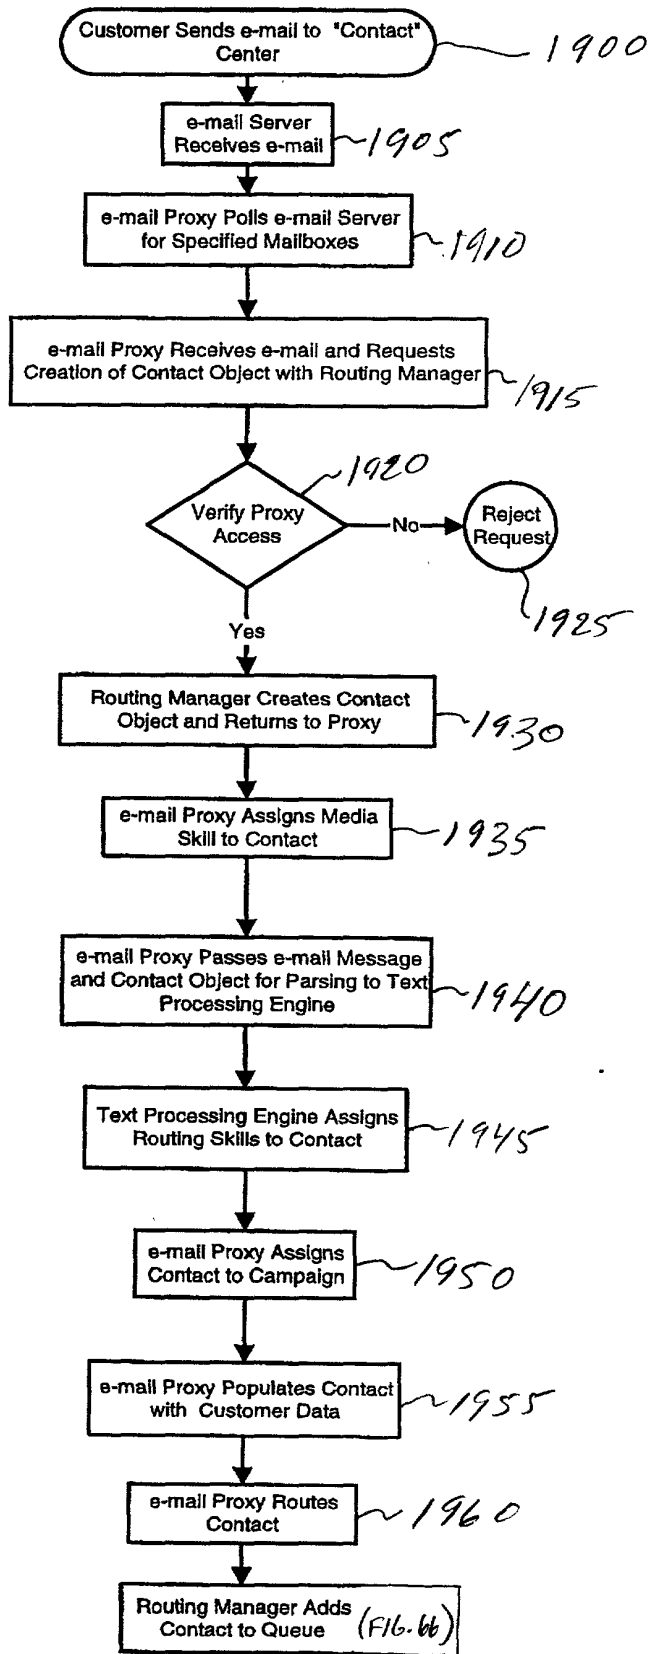 Customer Sends e-mail to "Contact"
Center
1900
e-mail Server
Receives e-mail
1905
e-mail Proxy Polls e-mail Server
for Specified Mailboxes
1910
e-mail Proxy Receives e-mail and Requests
Creation of Contact Object with Routing Manager
1915
1920
Verify Proxy
Access
No
Reject
Request
1925
Yes
Routing Manager Creates Contact
Object and Returns to Proxy
1930
e-mail Proxy Assigns Media
Skill to Contact
1935
e-mail Proxy Passes e-mail Message
and Contact Object for Parsing to Text
Processing Engine
1940
Text Processing Engine Assigns
Routing Skills to Contact
1945
e-mail Proxy Assigns
Contact to Campaign
1950
e-mail Proxy Populates Contact
with Customer Data
1955
e-mail Proxy Routes
Contact
1960
Routing Manager Adds
Contact to Queue (FIG. 6b)